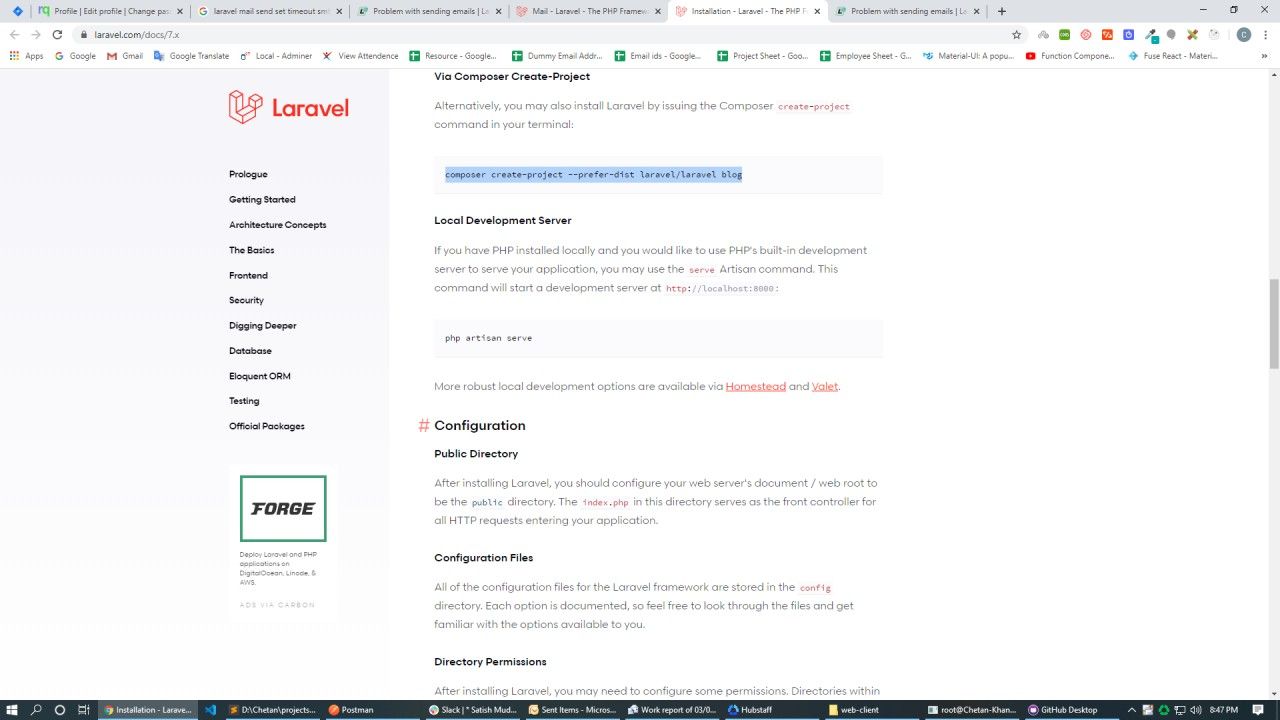 Profile | Edit profile | Change pas
laravel mail send set timeout smt
Problem with sending emails | La
Mail - Laravel - The PHP Framew
Installation - Laravel - The PHP F
Problem with sending emails | La
laravel.com/docs/7.x
C
Apps
Google
Gmail
Google Translate
Local - Adminer
View Attendence
Resource-Google...
Dummy Email Addr...
Email ids - Google...
Project Sheet - Goo...
Employee Sheet - G...
Material-UI: A popu...
Function Compone...
Fuse React - Materi...
»
Laravel
Prologue
Getting Started
Architecture Concepts
The Basics
Frontend
Security
Digging Deeper
Database
Eloquent ORM
Testing
Official Packages
FORGE
Deploy Laravel and PHP
applications on
DigitalOcean, Linode, &
AWS.
ADS VIA CARBON
Via Composer Create-Project
Alternatively, you may also install Laravel by issuing the Composer create-project
command in your terminal:
composer create-project --prefer-dist laravel/laravel blog
Local Development Server
If you have PHP installed locally and you would like to use PHP's built-in development
server to serve your application, you may use the serve Artisan command. This
command will start a development server at http://localhost:8000:
php artisan serve
More robust local development options are available via Homestead and Valet.
# Configuration
Public Directory
After installing Laravel, you should configure your web server's document / web root to
be the public directory. The index.php in this directory serves as the front controller for
all HTTP requests entering your application.
Configuration Files
All of the configuration files for the Laravel framework are stored in the config
directory. Each option is documented, so feel free to look through the files and get
familiar with the options available to you.
Directory Permissions
After installing Laravel, you may need to configure some permissions. Directories within
Installation - Larave...
D:\Chetan\projects...
Postman
Slack | * Satish Mud...
Sent Items - Micros...
Work report of 03/0...
Hubstaff
web-client
root@Chetan-Khan...
GitHub Desktop
8:47 PM